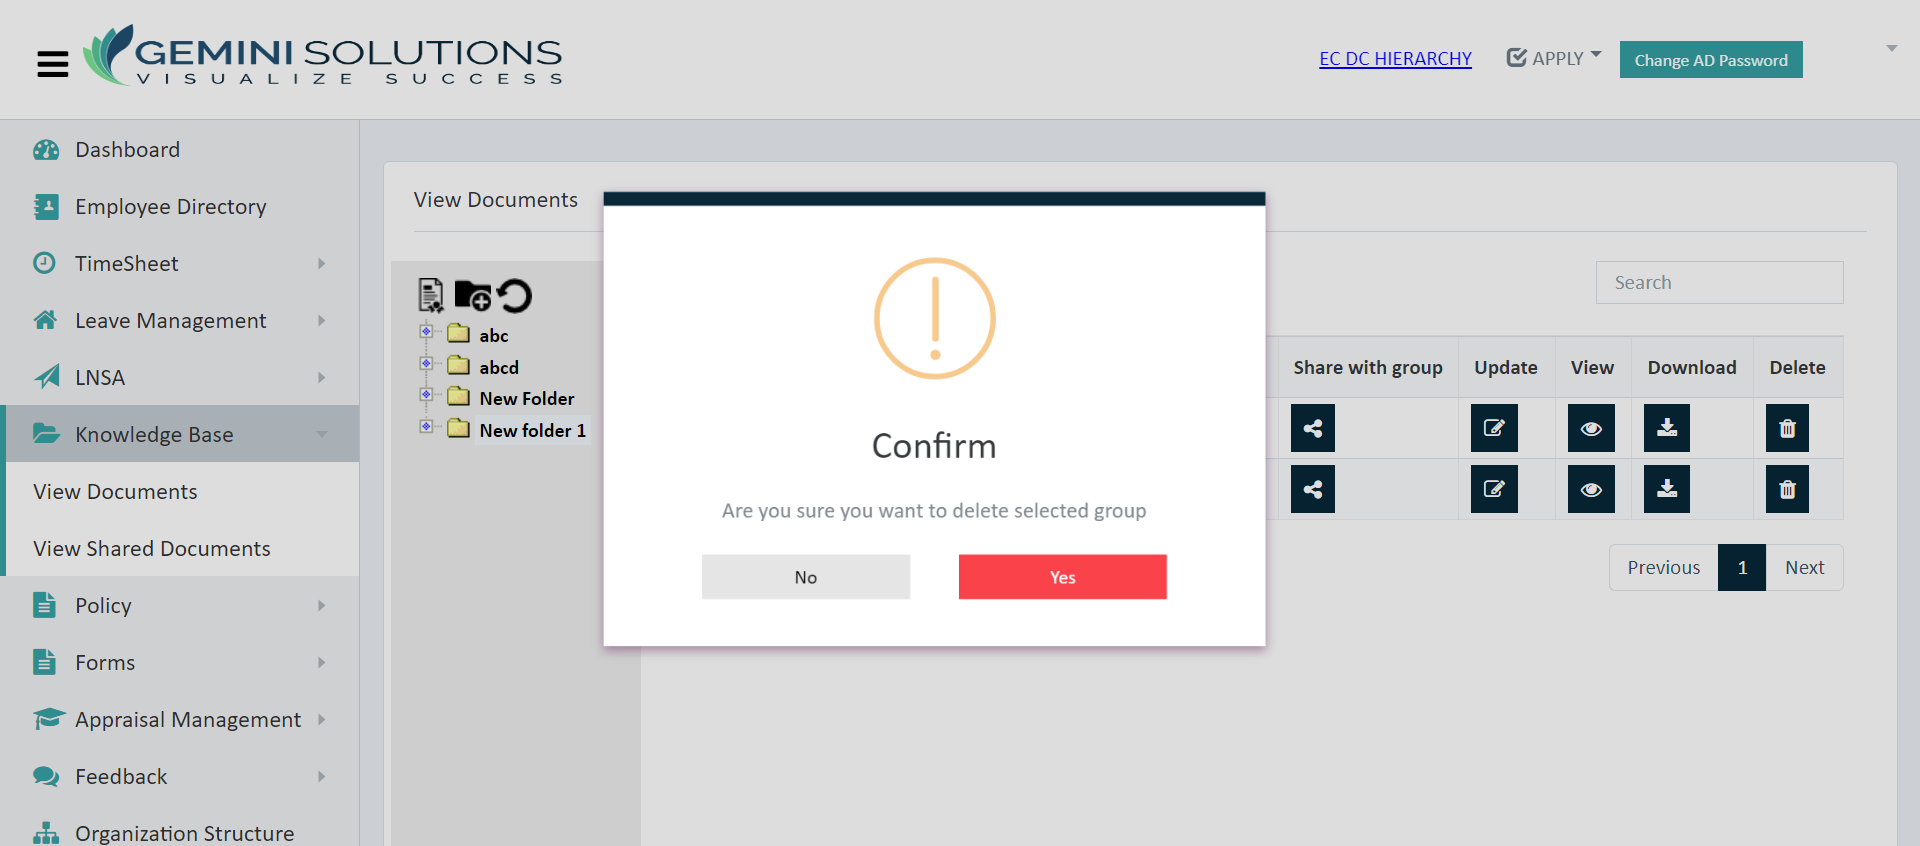 GEMINI SOLUTIONS
VISUALIZE SUCCESS
EC DC HIERARCHY
APPLY
Change AD Password
Dashboard
Employee Directory
TimeSheet
Leave Management
LNSA
Knowledge Base
View Documents
View Shared Documents
Policy
Forms
Appraisal Management
Feedback
Organization Structure
View Documents
abc
abcd
New Folder
New folder 1
Search
Share with group Update View Download Delete
Previous 1 Next
Confirm
Are you sure you want to delete selected group
No Yes